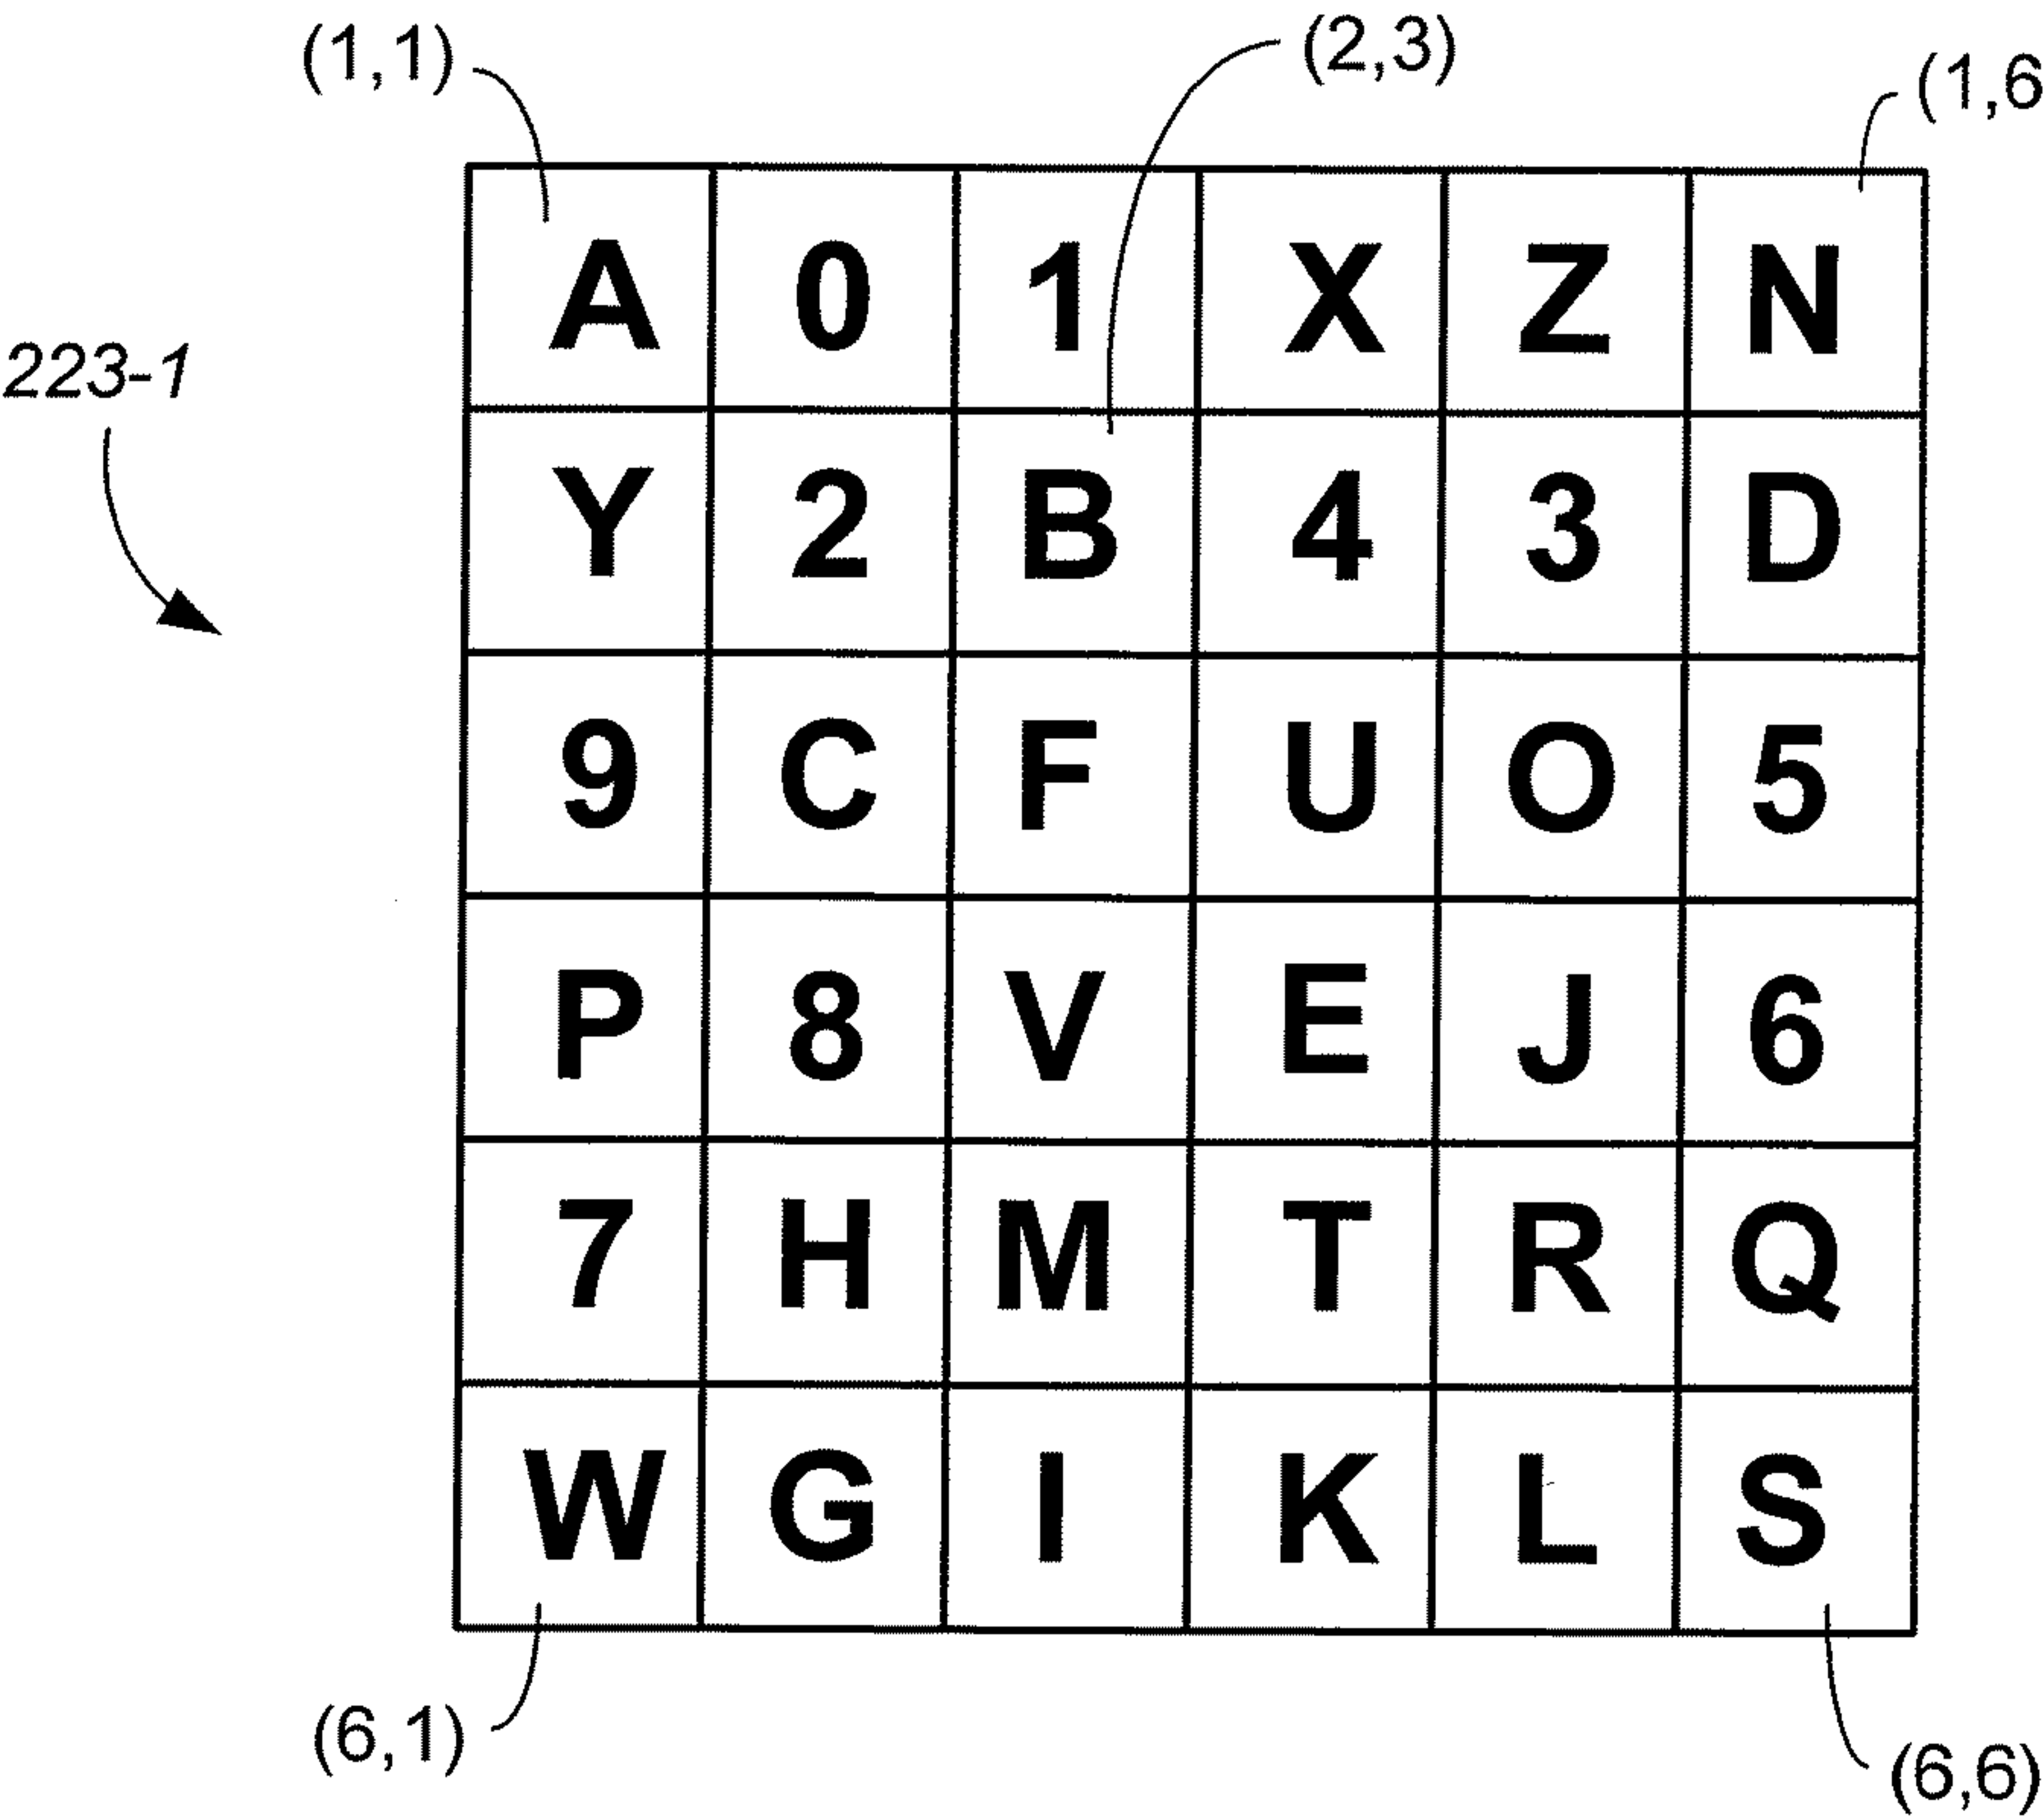 (1,1) (2,3) (1,6
A 0 1 X Z N
223-1
Y 2 B 4 3 D
9 C F U O 5
P 8 V E J 6
7 H M T R Q
W G I K L S
(6,1) (6,6)